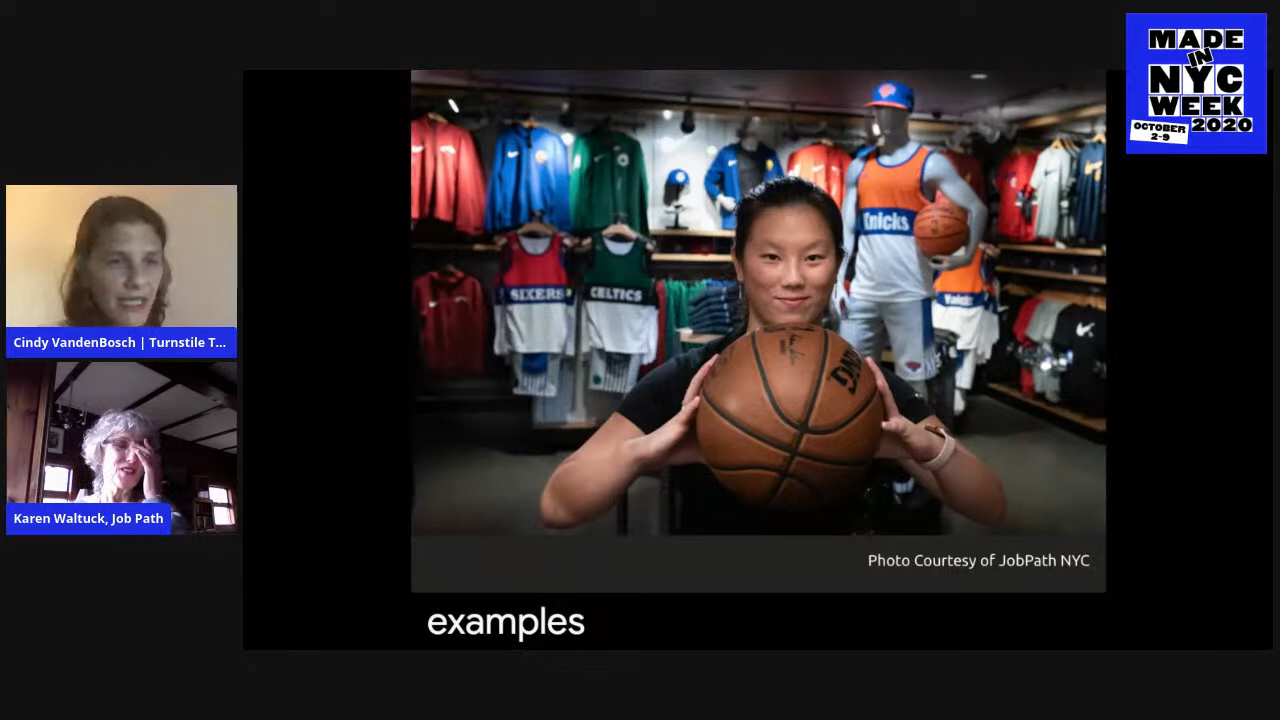 MADE
IN
NYC
WEEK
OCTOBER
2-9
2020
Cindy VandenBosch | Turnstile T...
Karen Waltuck, Job Path
Knicks
SIXERS
CELTICS
Knicks
Photo Courtesy of JobPath NYC
examples